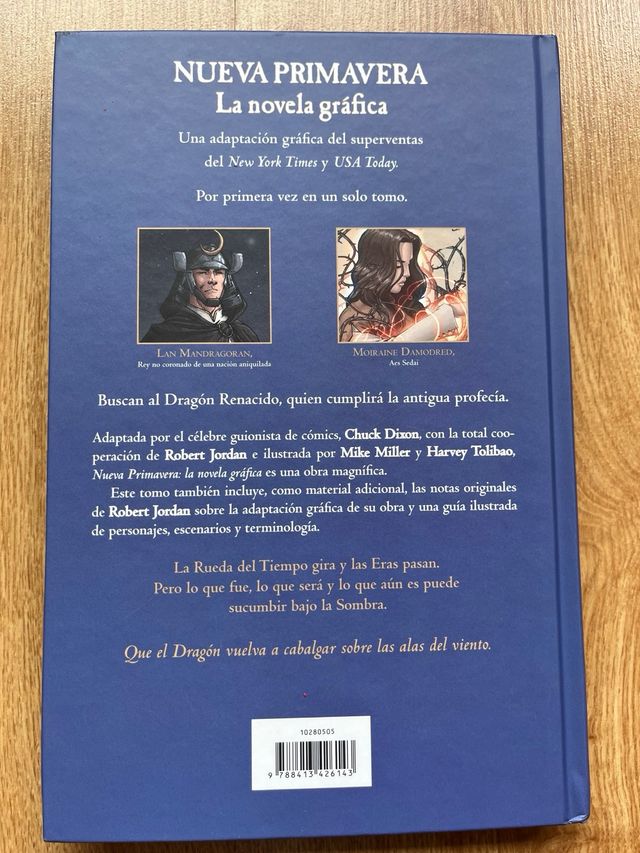 NUEVA PRIMAVERA
La novela gráfica
Una adaptación gráfica del superventas
del New York Times y USA Today.
Por primera vez en un solo tomo.
LAN MANDRAGORAN,
Rey no coronado de una nación aniquilada
MOIRAINE DAMODRED,
Aes Sedai
Buscan al Dragón Renacido, quien cumplirá la antigua profecía.
Adaptada por el célebre guionista de cómics, Chuck Dixon, con la total coo-
peración de Robert Jordan e ilustrada por Mike Miller y Harvey Tolibao,
Nueva Primavera: la novela gráfica es una obra magnífica.
Este tomo también incluye, como material adicional, las notas originales
de Robert Jordan sobre la adaptación gráfica de su obra y una guía ilustrada
de personajes, escenarios y terminología.
La Rueda del Tiempo gira y las Eras pasan.
Pero lo que fue, lo que será y lo que aún es puede
sucumbir bajo la Sombra.
Que el Dragón vuelva a cabalgar sobre las alas del viento.
10280505
9 788413 426143